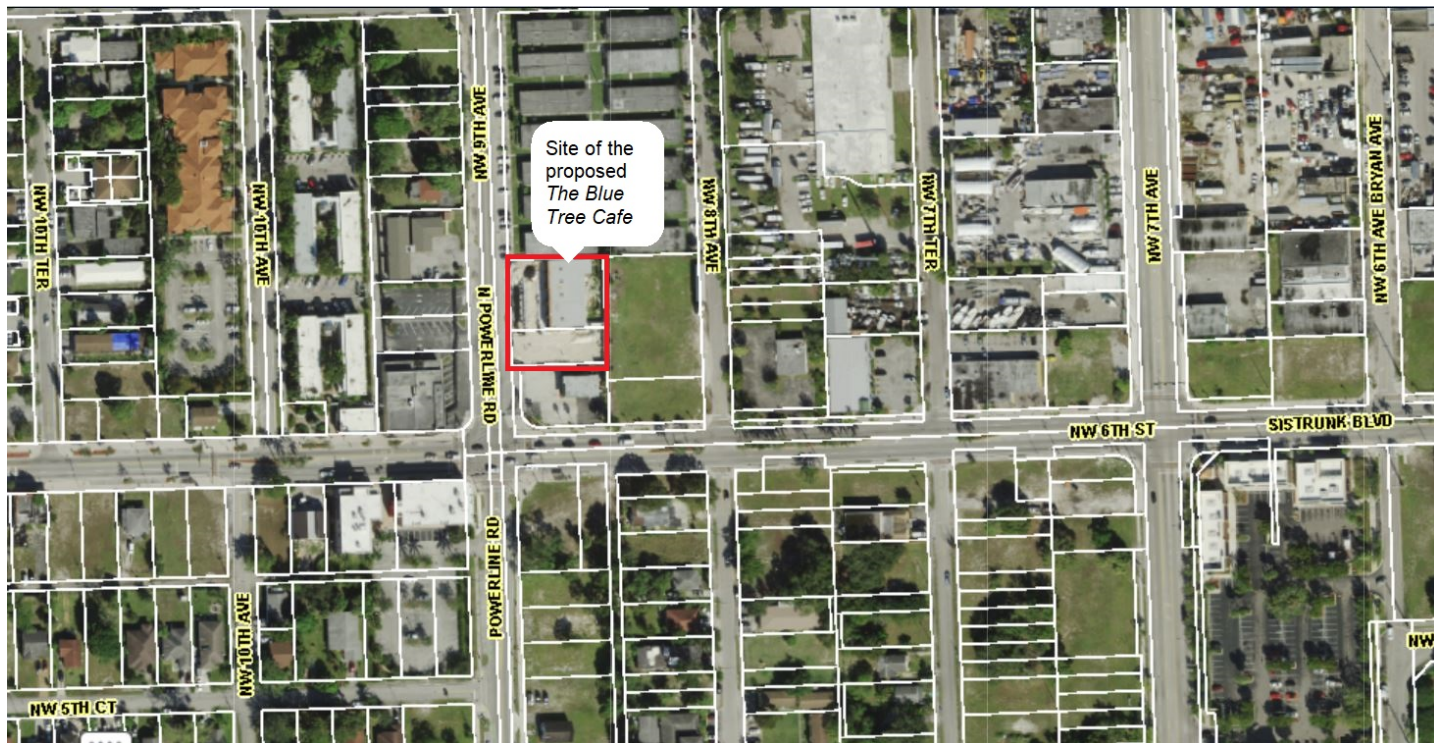 NW 9TH AVE
Site of the
proposed
The Blue
Tree Cafe
NW 10TH TER
NW 10TH AVE
NW 8TH AVE
NW 7TH TER
NW 7TH AVE
NW 6TH AVE BRYAN AVE
N POWERLINE RD
NW 6TH ST
SISTRUNK BLVD
POWERLINE RD
NW 10TH AVE
NW 5TH CT
NW